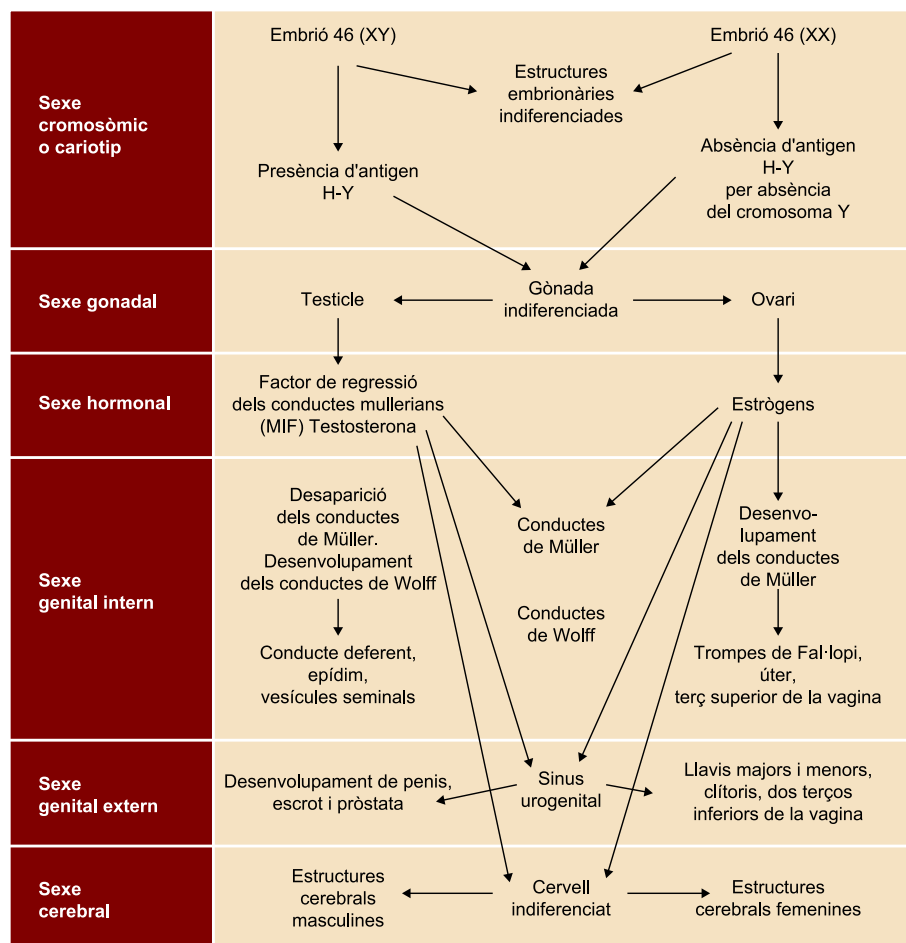 Sexe
cromosòmic
o cariotip
Embrió 46 (XY)
Embrió 46 (XX)
Estructures
embrionàries
indiferenciades
Presència d'antigen
H-Y
Absència d'antigen
H-Y
per absència
del cromosoma Y
Sexe gonadal
Testicle
Gònada
indiferenciada
Ovari
Sexe hormonal
Factor de regressió
dels conductes mullerians
(MIF) Testosterona
Estrògens
Sexe
genital intern
Desaparició
dels conductes
de Müller.
Desenvolupament
dels conductes de Wolff
Conductes
de Müller
Desenvo-
lupament
dels conductes
de Müller
Conductes
de Wolff
Conducte deferent,
epídim,
vesícules seminals
Trompes de Fal·lopi,
úter,
terç superior de la vagina
Sexe
genital extern
Desenvolupament de penis,
escrot i pròstata
Sinus
urogenital
Llavis majors i menors,
clítoris, dos terços
inferiors de la vagina
Sexe
cerebral
Estructures
cerebrals
masculines
Cervell
indiferenciat
Estructures
cerebrals femenines